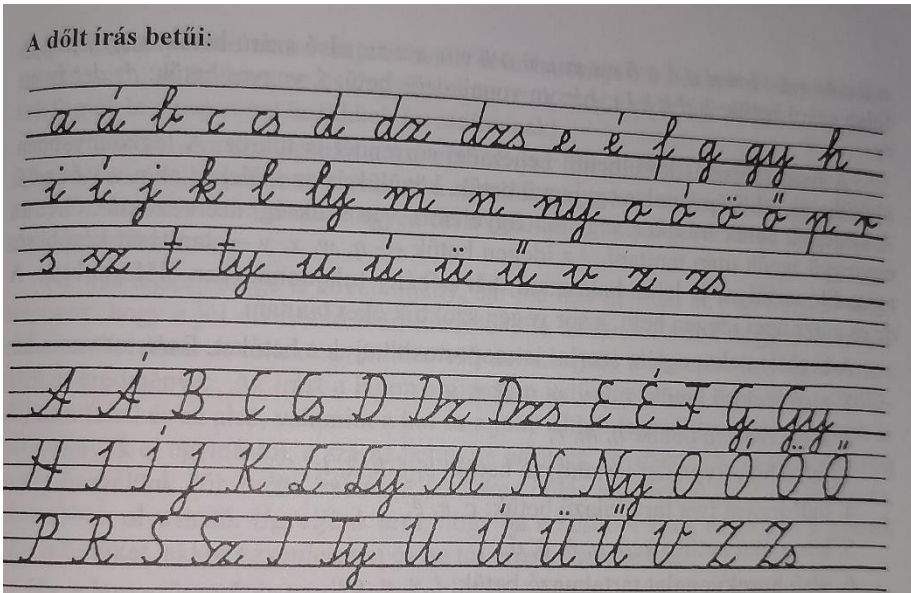 A dőlt írás betűi:
a á b c cs d dz dzs e é f g gy h
i í j k l ly m n ny o ó ö ő p r
s sz t ty u ú ü ű v z zs
A Á B C Cs D Dz Dzs E É F G Gy
H I Í J K L Ly M N Ny O Ó Ö Ő
P R S Sz T Ty U Ú Ü Ű V Z Zs